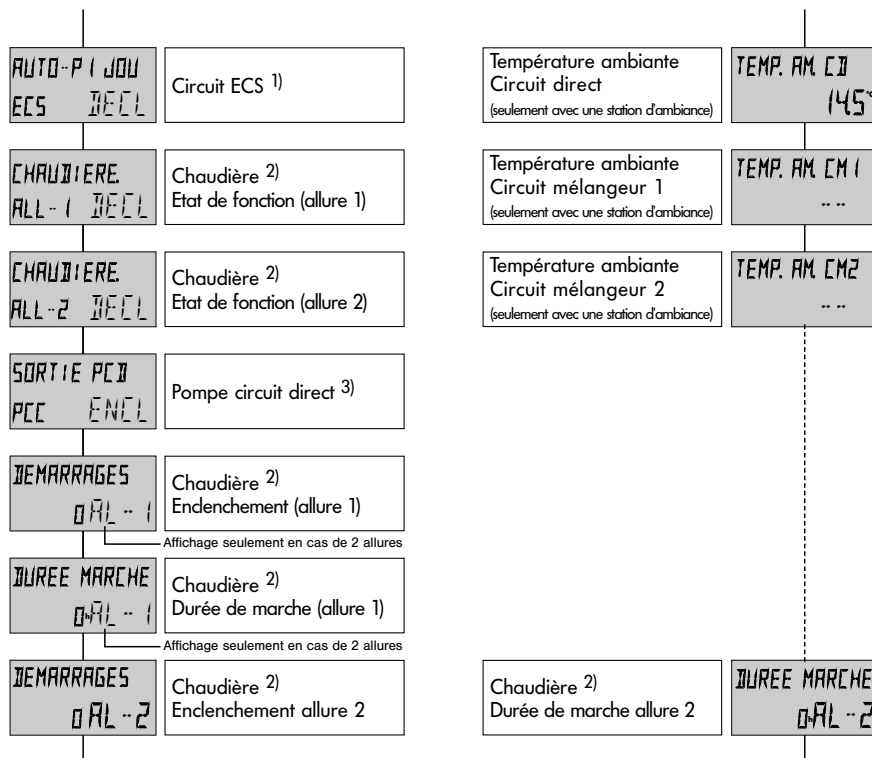 AUTO-P1 JOU
ECS DECL
Circuit ECS 1)
CHAUDIERE.
ALL-1 DECL
Chaudière 2)
Etat de fonction (allure 1)
CHAUDIERE.
ALL-2 DECL
Chaudière 2)
Etat de fonction (allure 2)
SORTIE PCD
PCC ENCL
Pompe circuit direct 3)
DEMARRAGES
0 AL-1
Chaudière 2)
Enclenchement (allure 1)
Affichage seulement en cas de 2 allures
DUREE MARCHE
0h AL-1
Chaudière 2)
Durée de marche (allure 1)
Affichage seulement en cas de 2 allures
DEMARRAGES
0 AL-2
Chaudière 2)
Enclenchement allure 2
Température ambiante
Circuit direct
(seulement avec une station d'ambiance)
TEMP. AM. CD
14.5°
Température ambiante
Circuit mélangeur 1
(seulement avec une station d'ambiance)
TEMP. AM. CM1
-- --
Température ambiante
Circuit mélangeur 2
(seulement avec une station d'ambiance)
TEMP. AM. CM2
-- --
Chaudière 2)
Durée de marche allure 2
DUREE MARCHE
0h AL-2